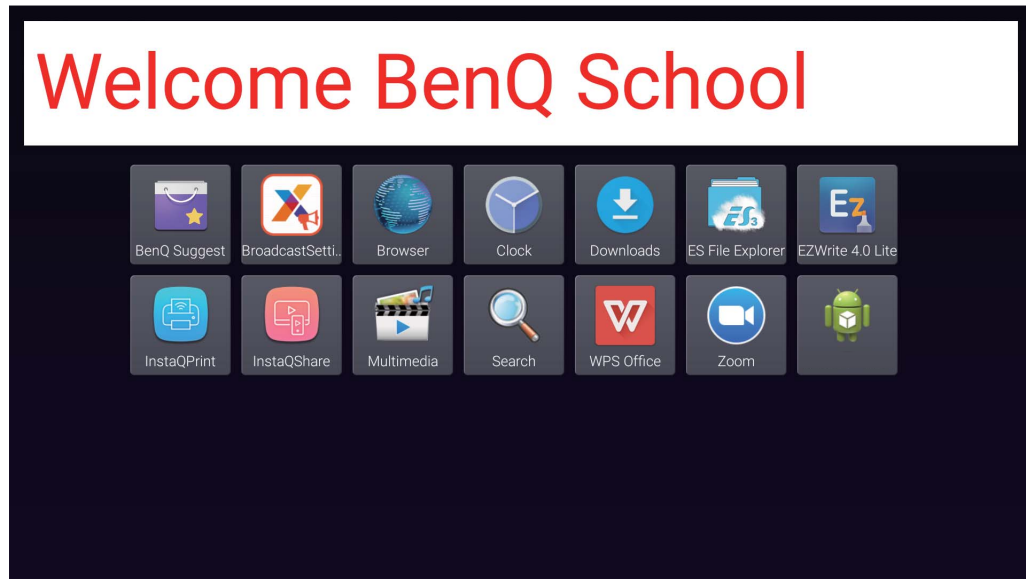 Welcome BenQ School
BenQ Suggest
BroadcastSetti..
Browser
Clock
Downloads
ES File Explorer
EZWrite 4.0 Lite
InstaQPrint
InstaQShare
Multimedia
Search
WPS Office
Zoom